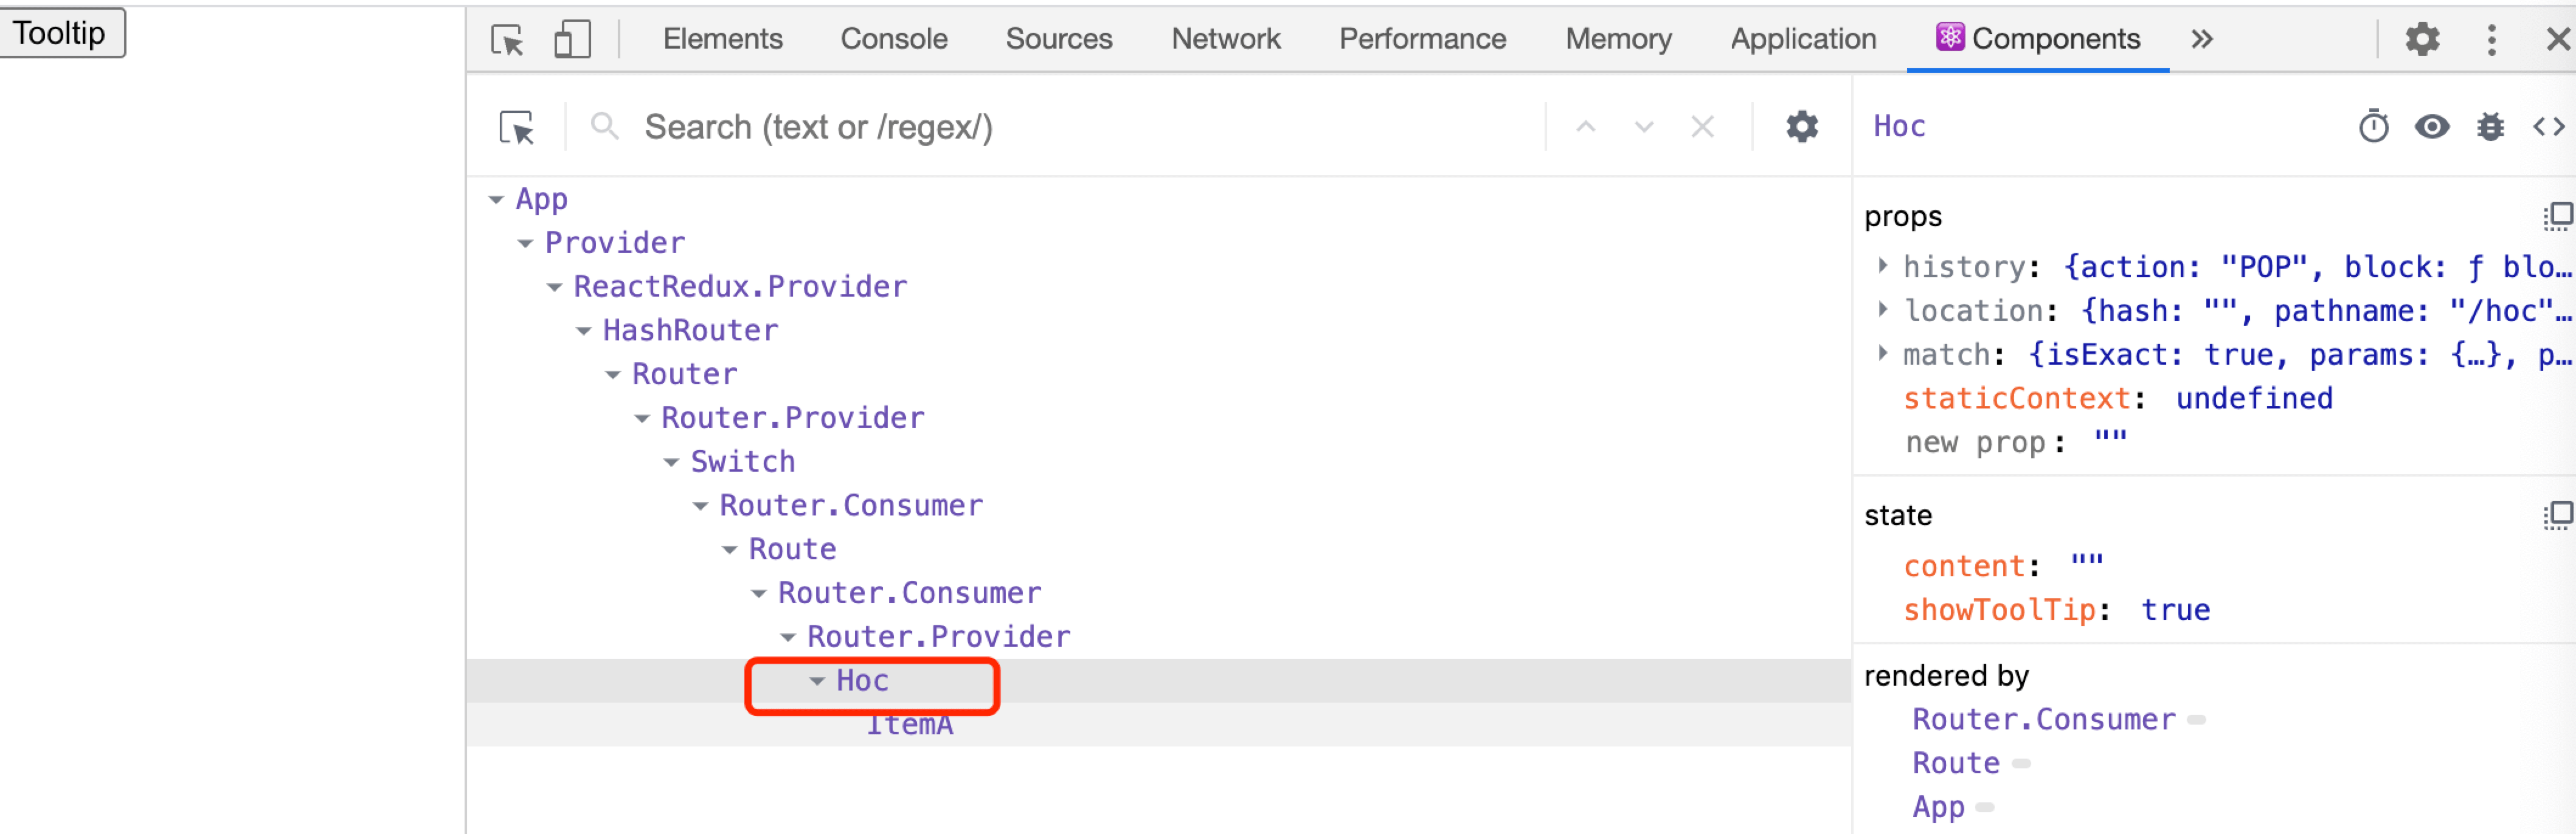 Tooltip
Elements Console Sources Network Performance Memory Application Components
Search (text or /regex/)
App
Provider
ReactRedux.Provider
HashRouter
Router
Router.Provider
Switch
Router.Consumer
Route
Router.Consumer
Router.Provider
Hoc
ItemA
Hoc
props
history: {action: "POP", block: ƒ blo…
location: {hash: "", pathname: "/hoc"…
match: {isExact: true, params: {…}, p…
staticContext: undefined
new prop: ""
state
content: ""
showToolTip: true
rendered by
Router.Consumer
Route
App